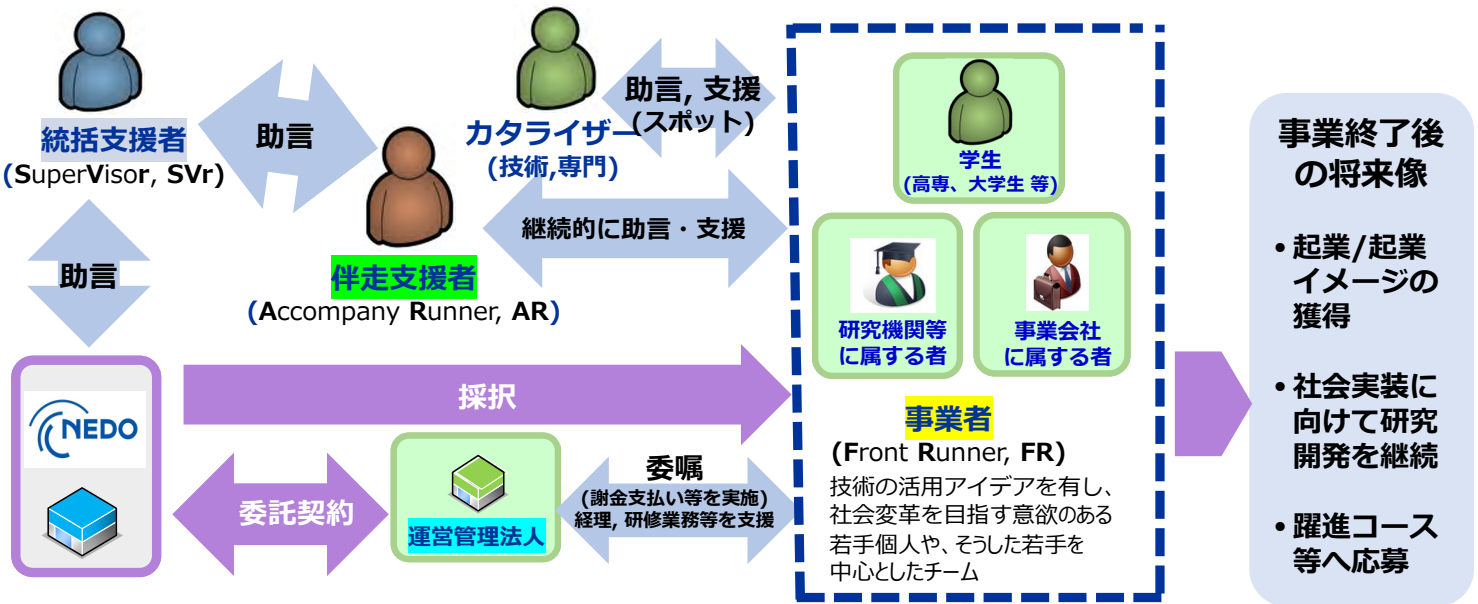 統括支援者
(SuperVisor, SVr)
助言
助言
カタライザー
(技術,専門)
助言, 支援
(スポット)
伴走支援者
(Accompany Runner, AR)
継続的に助言・支援
学生
(高専、大学生 等)
研究機関等
に属する者
事業会社
に属する者
NEDO
採択
委託契約
運営管理法人
委嘱
(謝金支払い等を実施)
経理, 研修業務等を支援
事業者
(Front Runner, FR)
技術の活用アイデアを有し、
社会変革を目指す意欲のある
若手個人や、そうした若手を
中心としたチーム
事業終了後
の将来像
• 起業/起業
イメージの
獲得
• 社会実装に
向けて研究
開発を継続
• 躍進コース
等へ応募